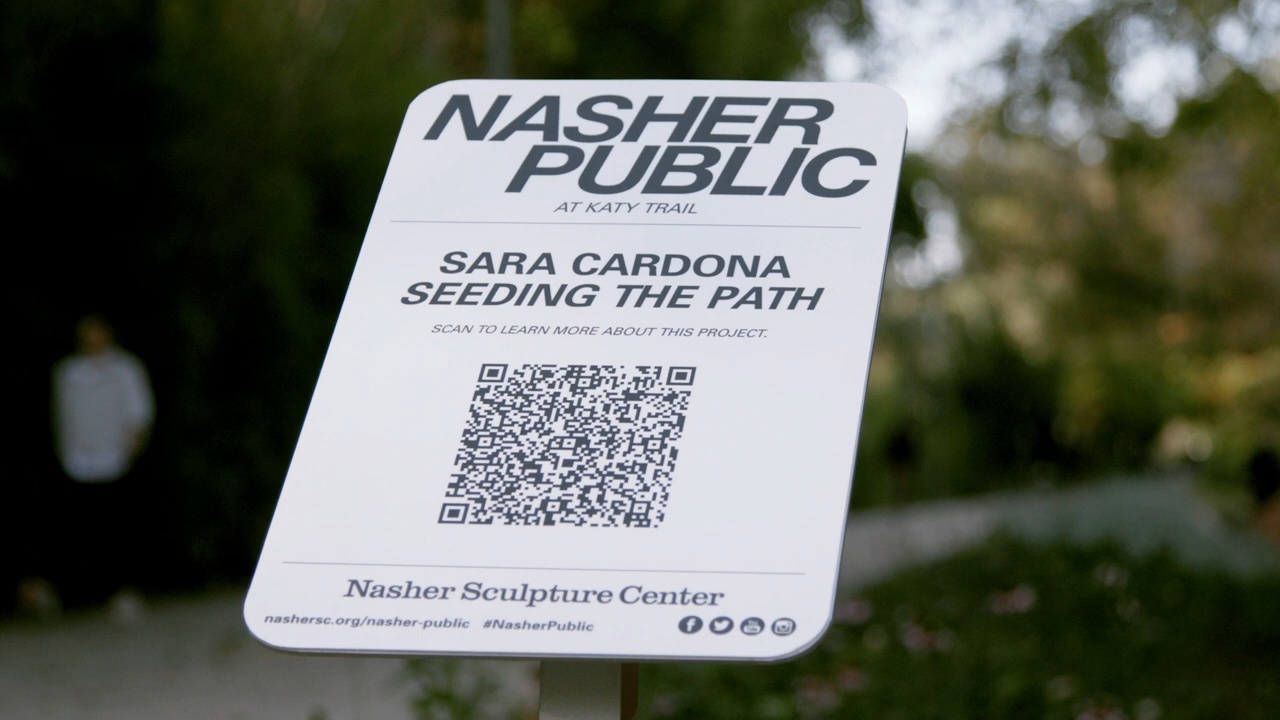 NASHER
PUBLIC
AT KATY TRAIL
SARA CARDONA
SEEDING THE PATH
SCAN TO LEARN MORE ABOUT THIS PROJECT.
Nasher Sculpture Center
nashersc.org/nasher-public #NasherPublic